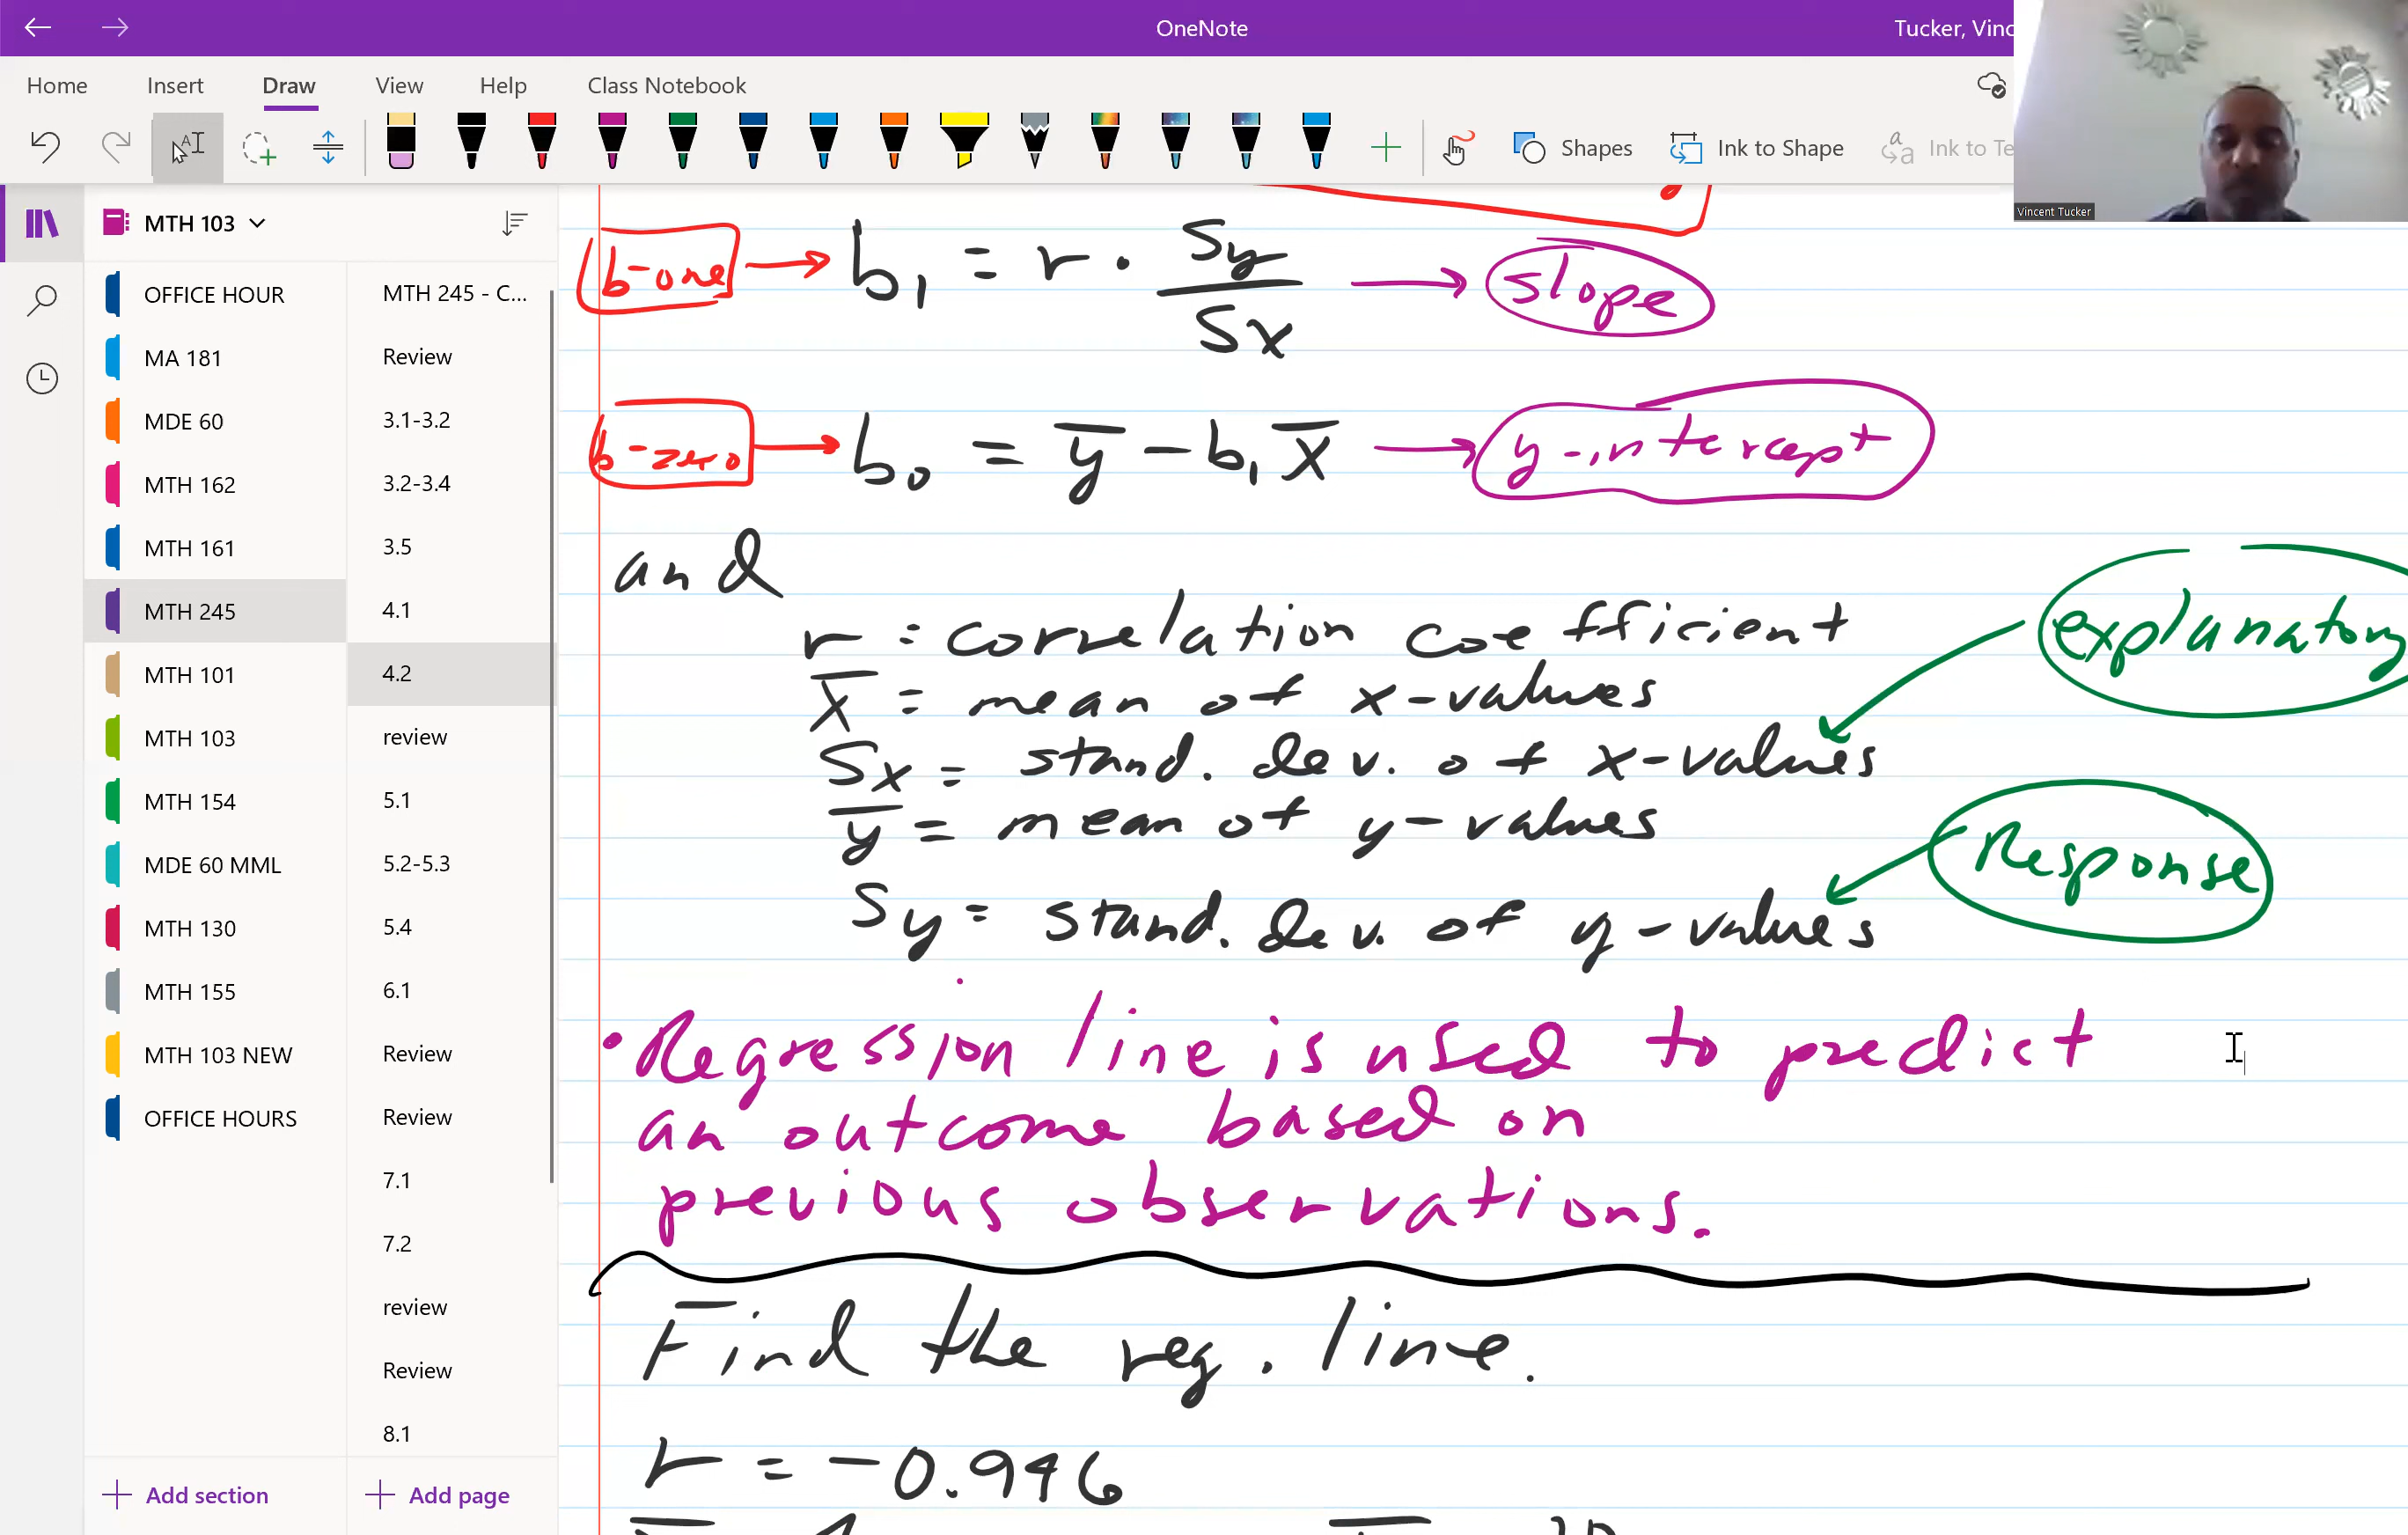 OneNote
Tucker, Vinc
Home Insert Draw View Help Class Notebook
Shapes Ink to Shape Ink to Te
Vincent Tucker
MTH 103
OFFICE HOUR
MA 181
MDE 60
MTH 162
MTH 161
MTH 245
MTH 101
MTH 103
MTH 154
MDE 60 MML
MTH 130
MTH 155
MTH 103 NEW
OFFICE HOURS
Add section
MTH 245 - C...
Review
3.1-3.2
3.2-3.4
3.5
4.1
4.2
review
5.1
5.2-5.3
5.4
6.1
Review
Review
7.1
7.2
review
Review
8.1
Add page
b-one → b₁ = r · Sy/Sx → slope
b-zero → b₀ = y̅ - b₁x̅ → y-intercept
and
r = correlation coefficient
x̅ = mean of x-values
explanatory
Sx = stand. dev. of x-values
y̅ = mean of y-values
Response
Sy = stand. dev. of y-values
• Regression line is used to predict
an outcome based on
previous observations.
Find the reg. line.
r = -0.946